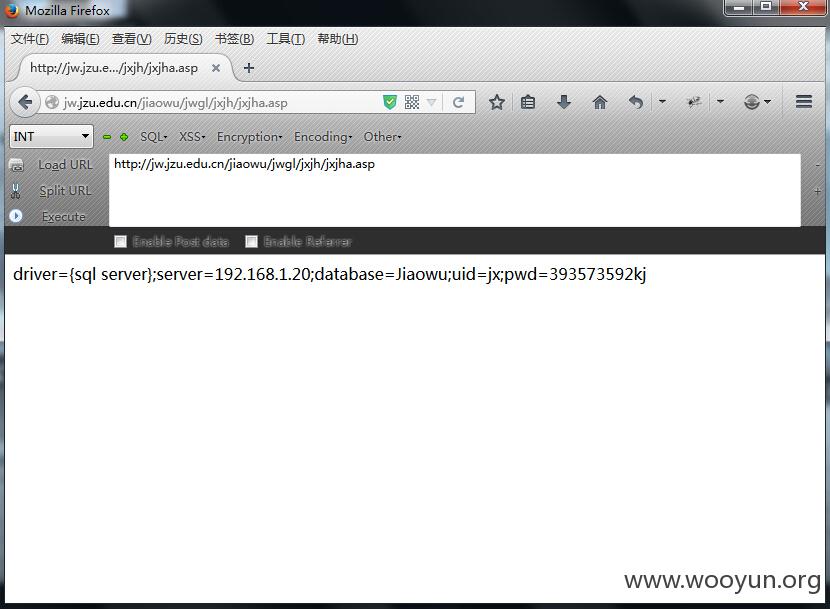 Mozilla Firefox
文件(F) 编辑(E) 查看(V) 历史(S) 书签(B) 工具(T) 帮助(H)
http://jw.jzu.e.../jxjh/jxjha.asp
jw.jzu.edu.cn/jiaowu/jwgl/jxjh/jxjha.asp
INT SQL XSS Encryption Encoding Other
Load URL http://jw.jzu.edu.cn/jiaowu/jwgl/jxjh/jxjha.asp
Split URL
Execute
Enable Post data Enable Referrer
driver={sql server};server=192.168.1.20;database=Jiaowu;uid=jx;pwd=393573592kj
www.wooyun.org